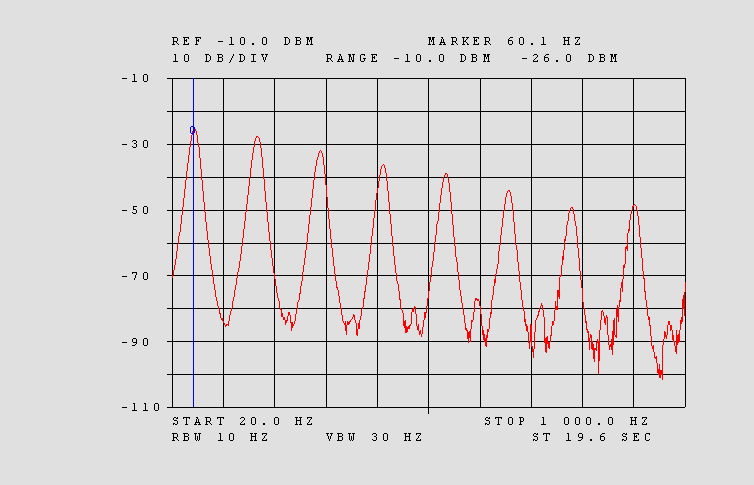 REF -10.0 DBM MARKER 60.1 HZ
10 DB/DIV RANGE -10.0 DBM -26.0 DBM
-10
-30
-50
-70
-90
-110
START 20.0 HZ STOP 1 000.0 HZ
RBW 10 HZ VBW 30 HZ ST 19.6 SEC